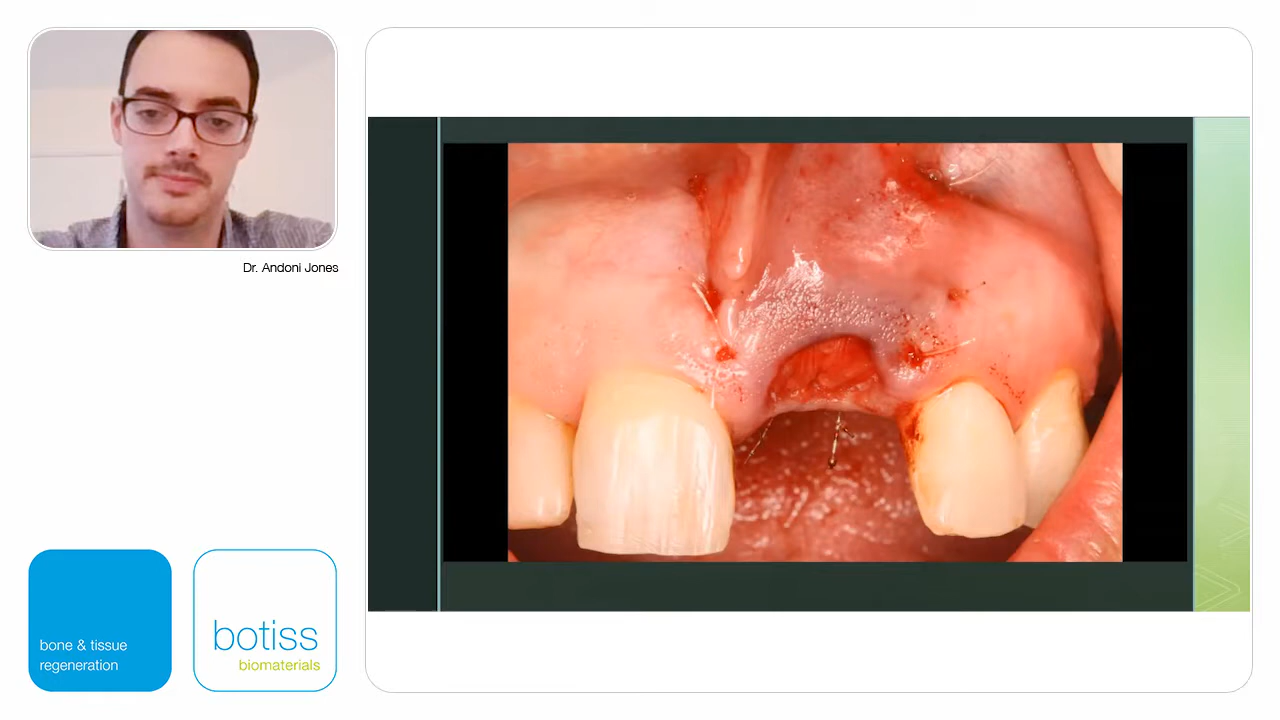 Dr. Andoni Jones
bone & tissue
regeneration
botiss
biomaterials